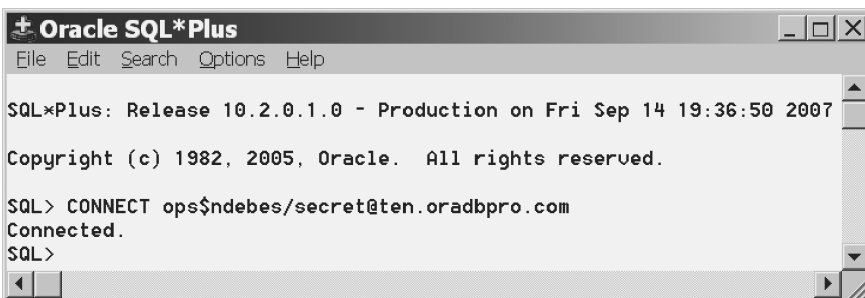 Oracle SQL*Plus
File Edit Search Options Help
SQL*Plus: Release 10.2.0.1.0 - Production on Fri Sep 14 19:36:50 2007
Copyright (c) 1982, 2005, Oracle. All rights reserved.
SQL> CONNECT ops$ndebes/secret@ten.oradbpro.com
Connected.
SQL>